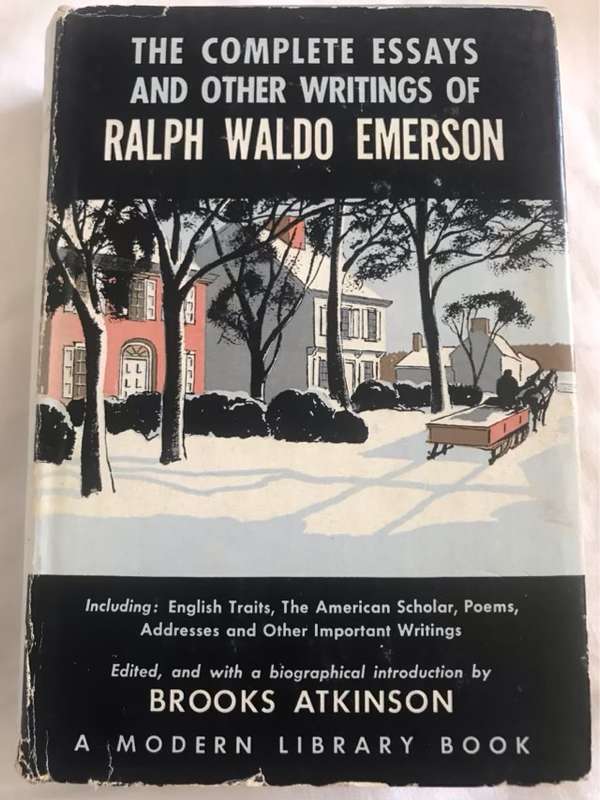 THE COMPLETE ESSAYS
AND OTHER WRITINGS OF
RALPH WALDO EMERSON
Including: English Traits, The American Scholar, Poems,
Addresses and Other Important Writings
Edited, and with a biographical introduction by
BROOKS ATKINSON
A MODERN LIBRARY BOOK